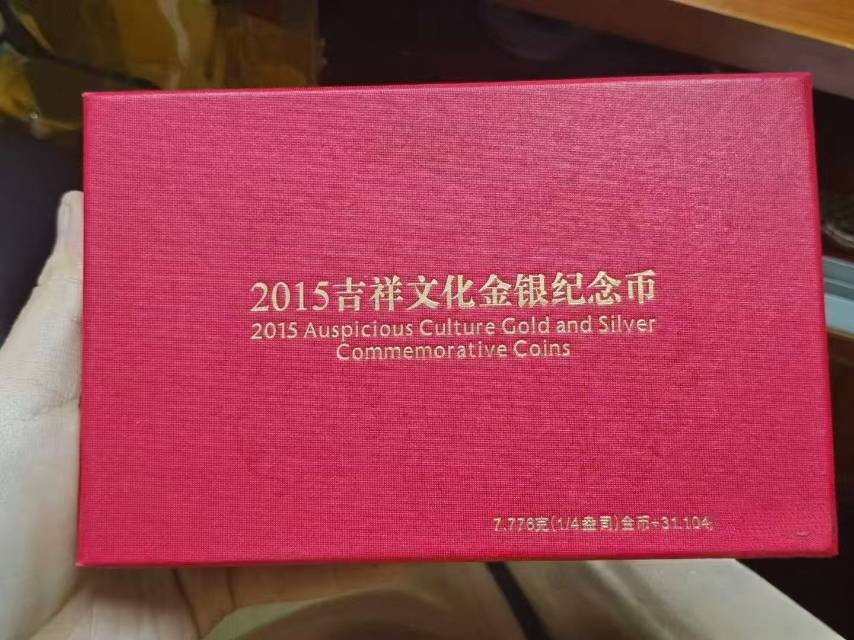 2015吉祥文化金银纪念币
2015 Auspicious Culture Gold and Silver
Commemorative Coins
7.776克(1/4盎司)金币+31.104